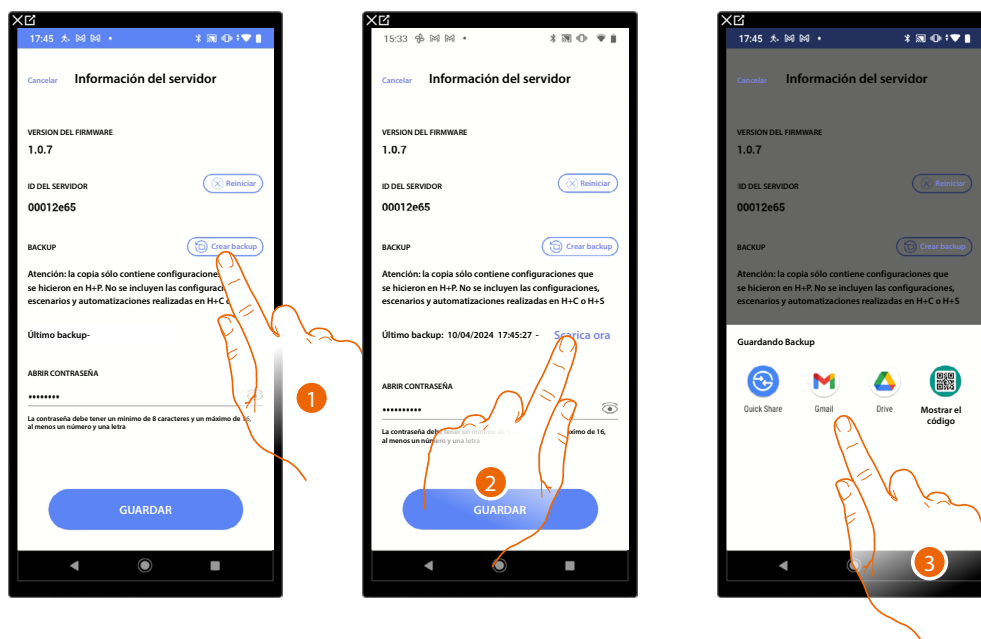 17:45
Cancelar Información del servidor
VERSION DEL FIRMWARE
1.0.7
ID DEL SERVIDOR Reiniciar
00012e65
BACKUP Crear backup
Atención: la copia sólo contiene configuracione
se hicieron en H+P. No se incluyen las configurac
escenarios y automatizaciones realizadas en H+C
Último backup-
ABRIR CONTRASEÑA
••••••••
La contraseña debe tener un mínimo de 8 caracteres y un máximo de 16,
al menos un número y una letra
GUARDAR
1
15:33
Cancelar Información del servidor
VERSION DEL FIRMWARE
1.0.7
ID DEL SERVIDOR Reiniciar
00012e65
BACKUP Crear backup
Atención: la copia sólo contiene configuraciones que
se hicieron en H+P. No se incluyen las configuraciones,
escenarios y automatizaciones realizadas en H+C o H+S
Último backup: 10/04/2024 17:45:27 - Scarica ora
ABRIR CONTRASEÑA
••••••••••
La contraseña debe tener un máximo de 16,
al menos un número y una letra
GUARDAR
2
17:45
Cancelar Información del servidor
VERSION DEL FIRMWARE
1.0.7
ID DEL SERVIDOR Reiniciar
00012e65
BACKUP Crear backup
Atención: la copia sólo contiene configuraciones que
se hicieron en H+P. No se incluyen las configuraciones,
escenarios y automatizaciones realizadas en H+C o H+S
Guardando Backup
Quick Share Gmail Drive Mostrar el
código
3